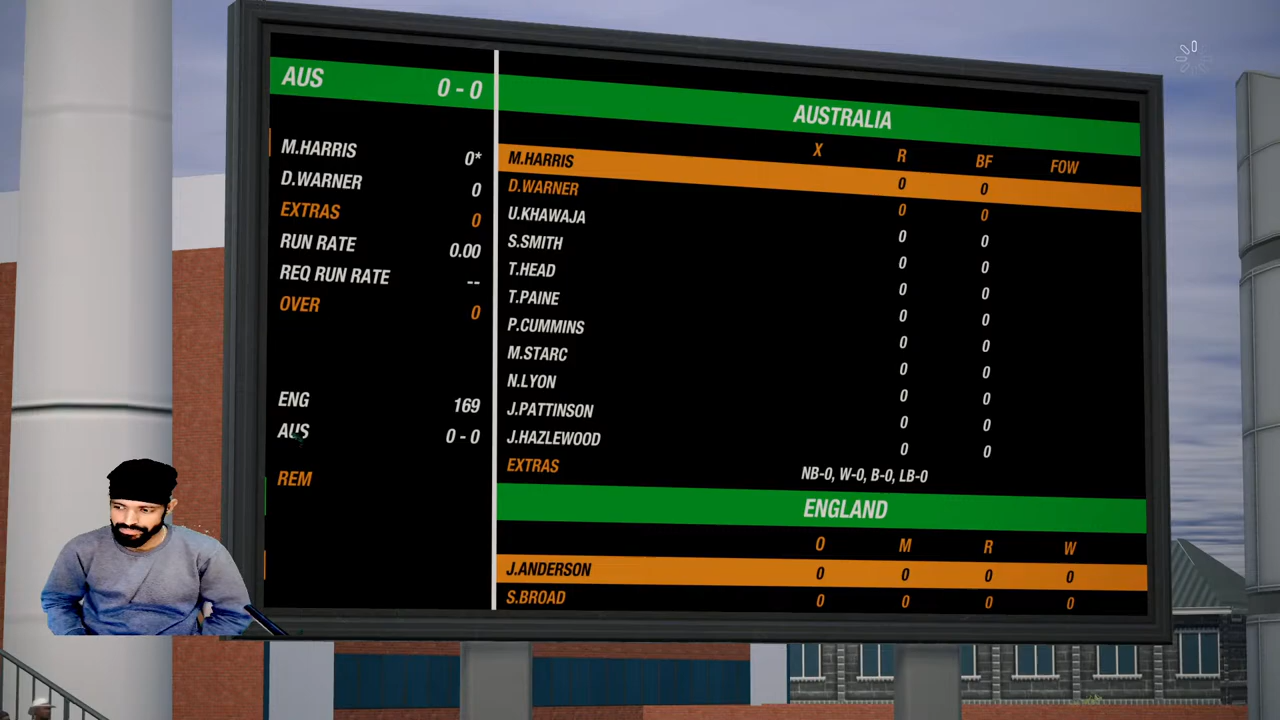 AUS 0 - 0
M.HARRIS 0*
D.WARNER 0
EXTRAS 0
RUN RATE 0.00
REQ RUN RATE --
OVER 0
ENG 169
AUS 0 - 0
REM
AUSTRALIA
X R BF FOW
M.HARRIS 0 0
D.WARNER 0 0
U.KHAWAJA 0 0
S.SMITH 0 0
T.HEAD 0 0
T.PAINE 0 0
P.CUMMINS 0 0
M.STARC 0 0
N.LYON 0 0
J.PATTINSON 0 0
J.HAZLEWOOD 0 0
EXTRAS NB-0, W-0, B-0, LB-0
ENGLAND
O M R W
J.ANDERSON 0 0 0 0
S.BROAD 0 0 0 0